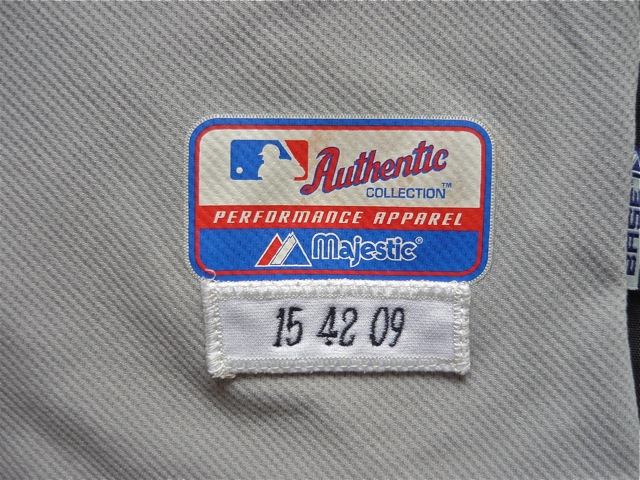 Authentic
COLLECTION™
PERFORMANCE APPAREL
Majestic®
15 42 09